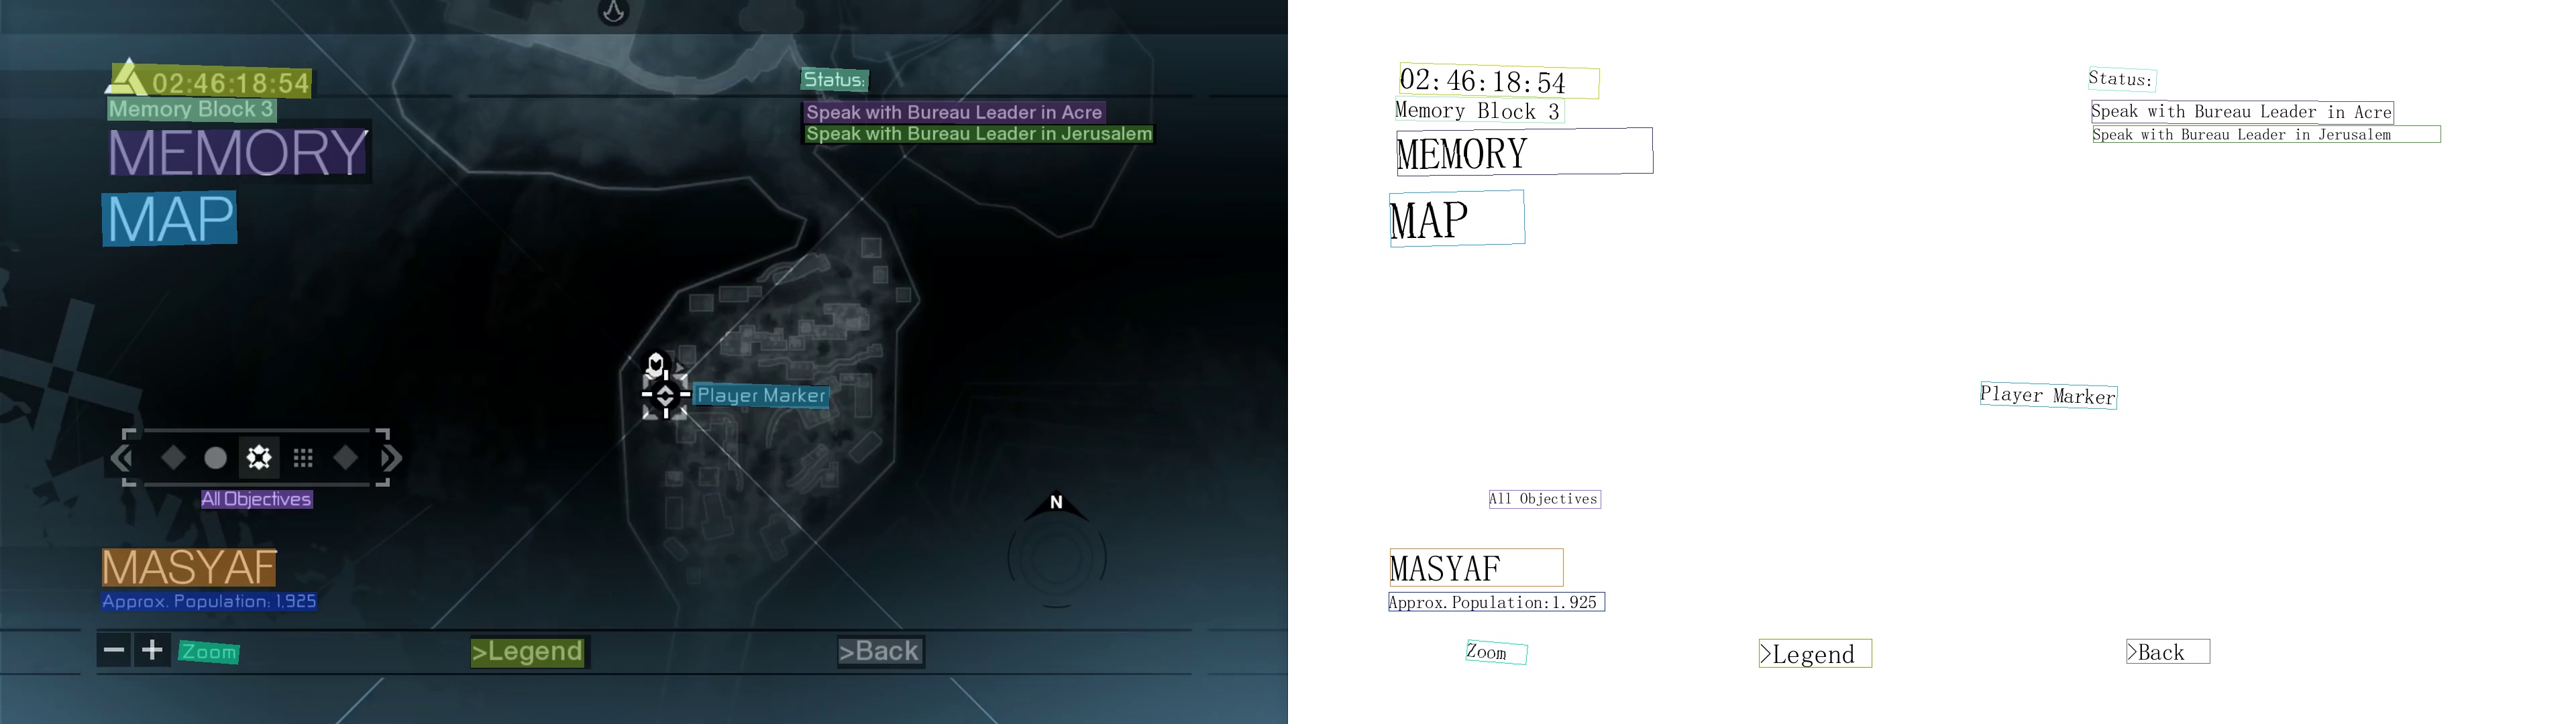 02:46:18:54
Memory Block 3
MEMORY
MAP
Status:
Speak with Bureau Leader in Acre
Speak with Bureau Leader in Jerusalem
Player Marker
All Objectives
N
MASYAF
Approx. Population: 1,925
Zoom
>Legend
>Back
02:46:18:54
Memory Block 3
MEMORY
MAP
Status:
Speak with Bureau Leader in Acre
Speak with Bureau Leader in Jerusalem
Player Marker
All Objectives
MASYAF
Approx.Population:1.925
Zoom
>Legend
>Back